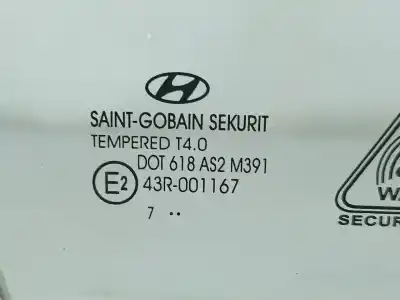 SAINT-GOBAIN SEKURIT
TEMPERED T4.0
DOT 618 AS2 M391
E2 43R-001167
7 ••
SECUR